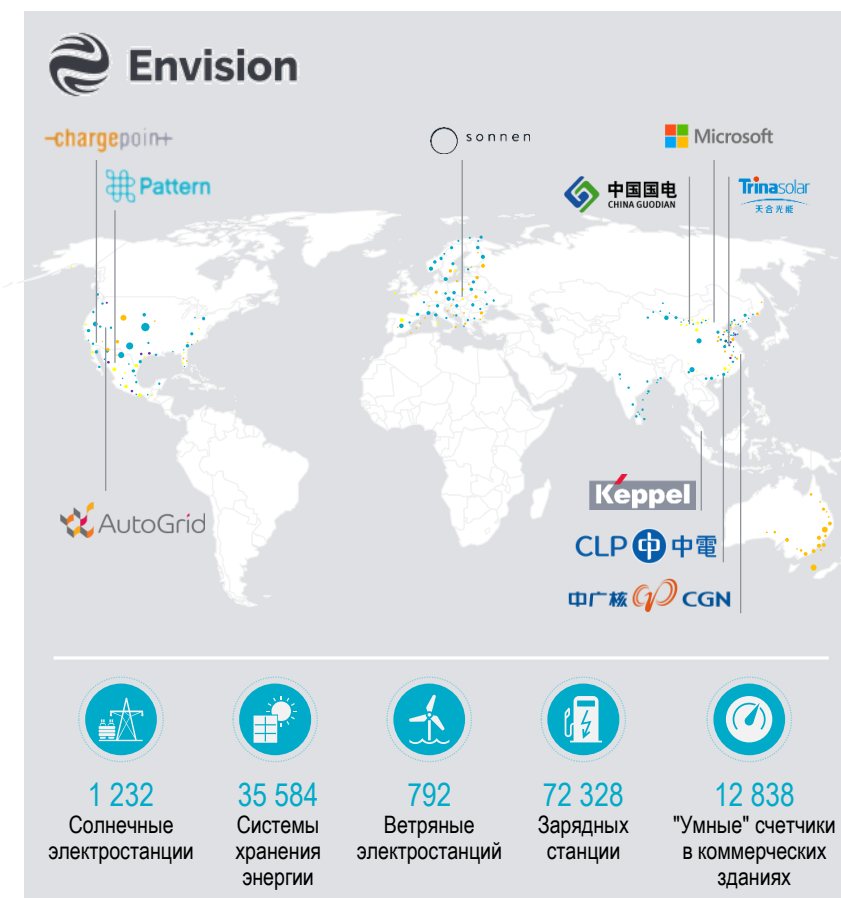 Envision
chargepoin+
sonnen
Microsoft
Pattern
中国国电
CHINA GUODIAN
Trinasolar
天合光能
AutoGrid
Keppel
CLP 中 中電
中广核 CGN
1 232
Солнечные
электростанции
35 584
Системы
хранения
энергии
792
Ветряные
электростанций
72 328
Зарядных
станции
12 838
"Умные" счетчики
в коммерческих
зданиях